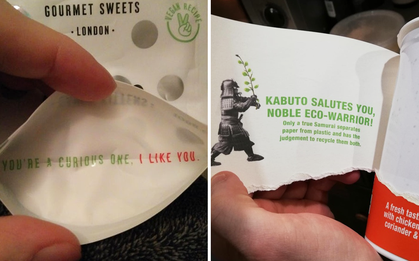 GOURMET SWEETS
• LONDON •
VEGAN RECIPE
YOU'RE A CURIOUS ONE. I LIKE YOU.
KABUTO SALUTES YOU,
NOBLE ECO-WARRIOR!
Only a true Samurai separates
paper from plastic and has the
judgement to recycle them both.
A fresh tast
with chicken
coriander &